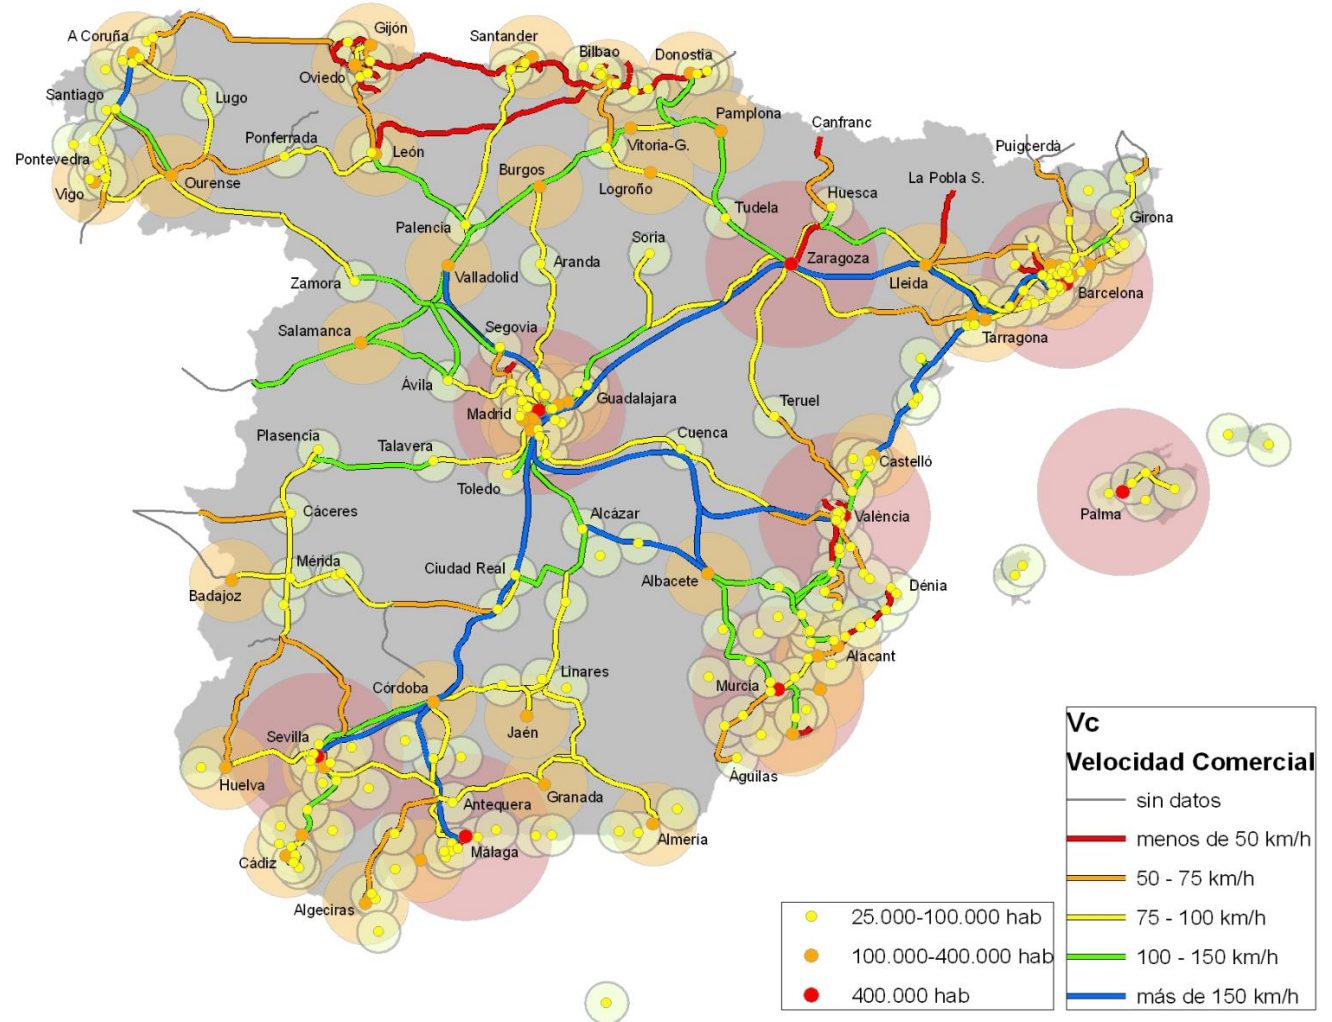 Gijón
A Coruña
Santander
Bilbao
Donostia
Oviedo
Santiago
Lugo
Ponferrada
Pamplona
Canfranc
Pontevedra
León
Vitoria-G.
Puigcerdà
Ourense
Burgos
Logroño
La Pobla S.
Vigo
Huesca
Girona
Palencia
Tudela
Soria
Aranda
Zaragoza
Valladolid
Zamora
Lleida
Barcelona
Segovia
Salamanca
Tarragona
Ávila
Madrid
Guadalajara
Teruel
Plasencia
Talavera
Cuenca
Castelló
Toledo
Cáceres
Alcázar
València
Palma
Mérida
Ciudad Real
Albacete
Dénia
Badajoz
Alacant
Linares
Murcia
Córdoba
Jaén
Sevilla
Águilas
Huelva
Antequera
Granada
Almería
Málaga
Cádiz
Algeciras
25.000-100.000 hab
100.000-400.000 hab
400.000 hab
Vc
Velocidad Comercial
sin datos
menos de 50 km/h
50 - 75 km/h
75 - 100 km/h
100 - 150 km/h
más de 150 km/h